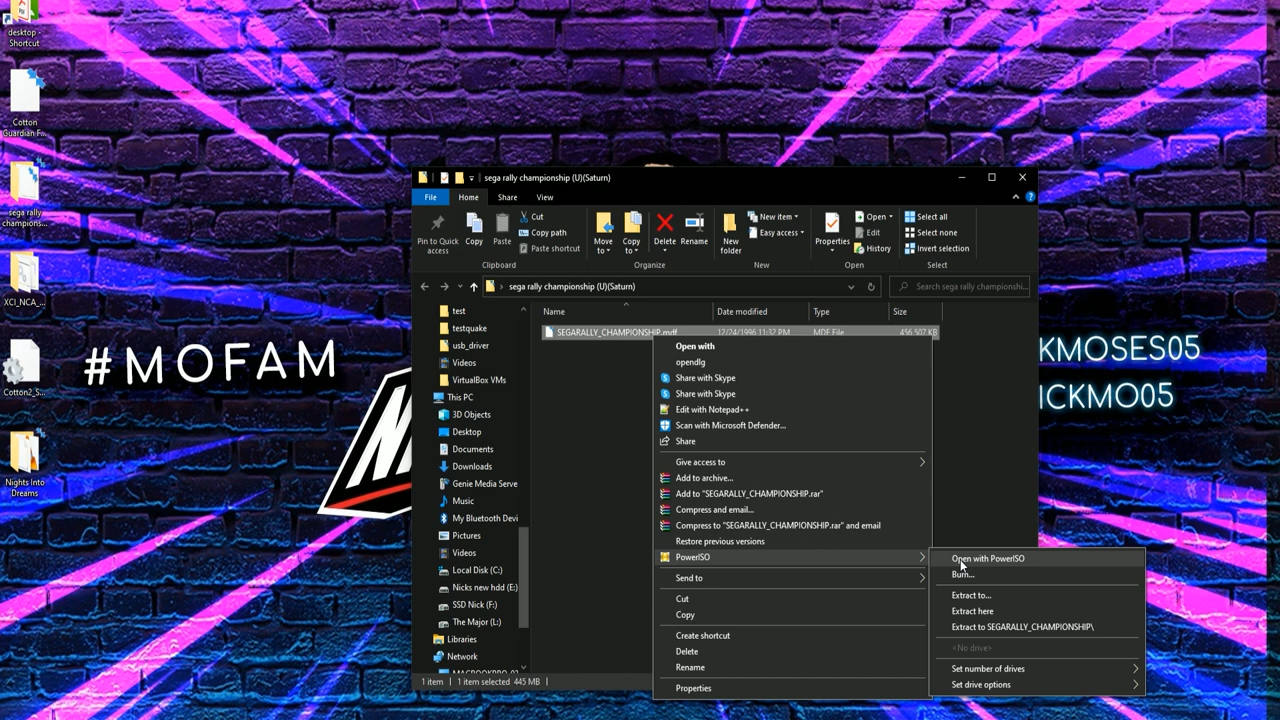 desktop -
Shortcut
Cotton
Guardian F...
sega rally
champions...
XCI_NCA_...
Cotton2_S...
Nights Into
Dreams
#MOFAM
KMOSES05
ICKMO05
sega rally championship (U)(Saturn)
File
Home
Share
View
Pin to Quick
access
Copy
Paste
Cut
Copy path
Paste shortcut
Clipboard
Move
to
Copy
to
Delete
Rename
Organize
New
folder
New item
Easy access
New
Properties
Open
Edit
History
Open
Select all
Select none
Invert selection
Select
sega rally championship (U)(Saturn)
Search sega rally championshi...
test
testquake
usb_driver
Videos
VirtualBox VMs
This PC
3D Objects
Desktop
Documents
Downloads
Genie Media Serve
Music
My Bluetooth Devi
Pictures
Videos
Local Disk (C:)
Nicks new hdd (E:)
SSD Nick (F:)
The Major (L:)
Libraries
Network
Name
Date modified
Type
Size
SEGARALLY_CHAMPIONSHIP.mdf
12/24/1996 11:32 PM
MDF File
456,507 KB
Open with
opendlg
Share with Skype
Share with Skype
Edit with Notepad++
Scan with Microsoft Defender...
Share
Give access to
Add to archive...
Add to "SEGARALLY_CHAMPIONSHIP.rar"
Compress and email...
Compress to "SEGARALLY_CHAMPIONSHIP.rar" and email
Restore previous versions
PowerISO
Send to
Cut
Copy
Create shortcut
Delete
Rename
Properties
Open with PowerISO
Burn...
Extract to...
Extract here
Extract to SEGARALLY_CHAMPIONSHIP\
<No drive>
Set number of drives
Set drive options
1 item
1 item selected 445 MB